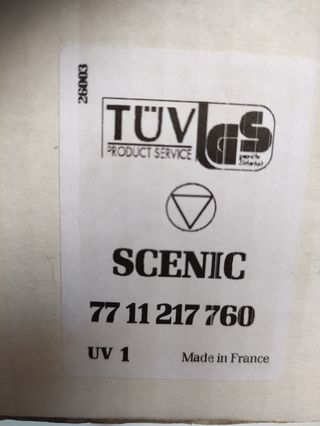 26003
TÜV GS
PRODUCT SERVICE
geprüfte
Sicherheit
SCENIC
77 11 217 760
UV 1 Made in France